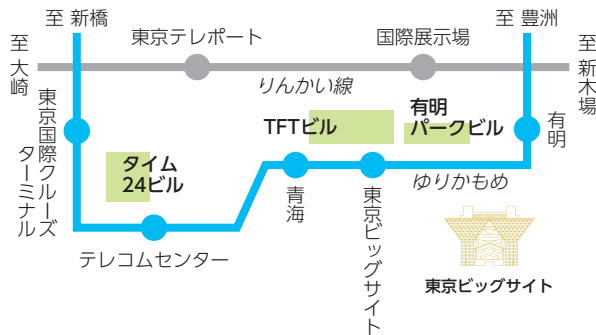 至 新橋
至 豊洲
至 大崎
東京テレポート
国際展示場
至 新木場
りんかい線
東京国際クルーズ
ターミナル
TFTビル
有明
パークビル
有明
タイム
24ビル
青海
東京ビッグサイト
ゆりかもめ
テレコムセンター
東京ビッグサイト